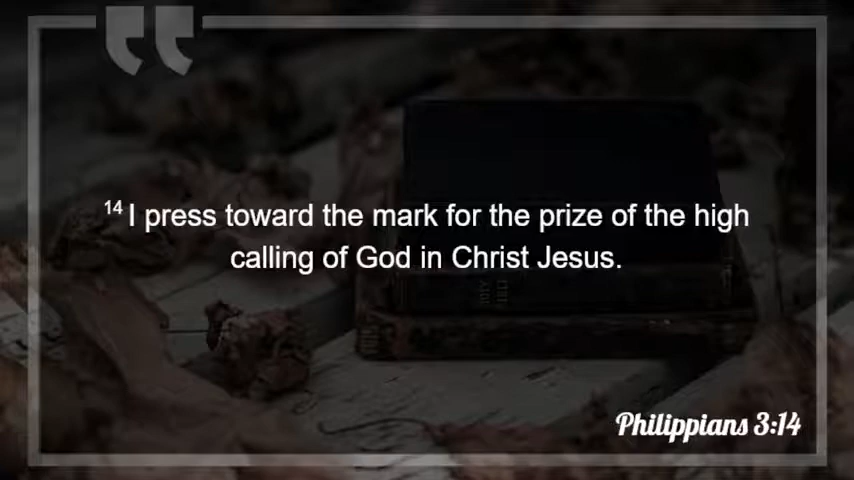 14 I press toward the mark for the prize of the high
calling of God in Christ Jesus.
Philippians 3:14